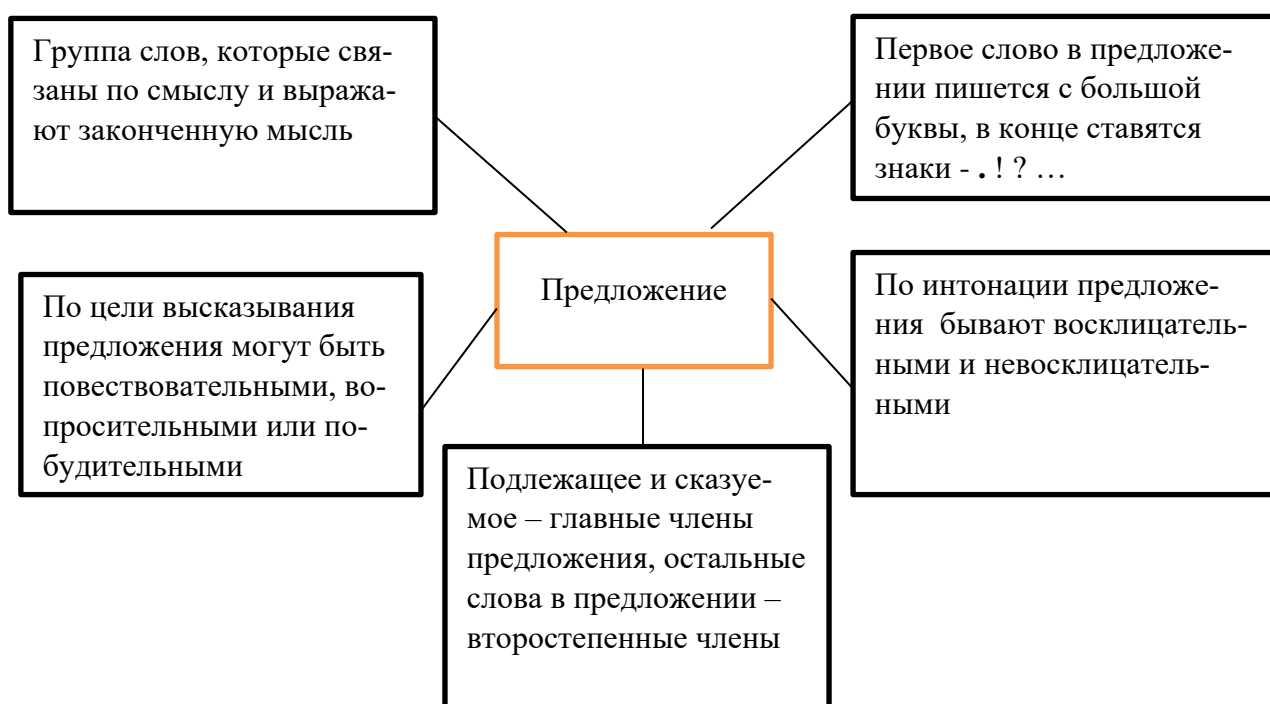 Группа слов, которые свя-
заны по смыслу и выража-
ют законченную мысль
Первое слово в предложе-
нии пишется с большой
буквы, в конце ставятся
знаки - . ! ? …
Предложение
По цели высказывания
предложения могут быть
повествовательными, во-
просительными или по-
будительными
По интонации предложе-
ния  бывают восклицатель-
ными и невосклицатель-
ными
Подлежащее и сказуе-
мое – главные члены
предложения, остальные
слова в предложении –
второстепенные члены